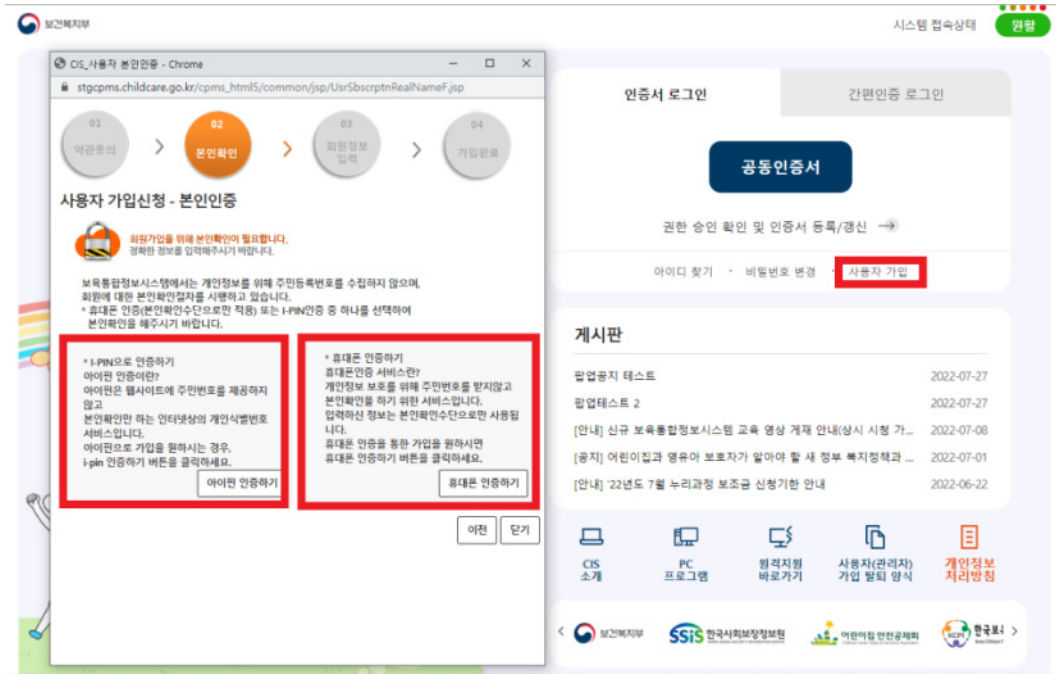 보건복지부
시스템 접속상태
원활
CIS_사용자 본인인증 - Chrome
stgcpms.childcare.go.kr/cpms_html5/common/jsp/UsrSbscrptnRealNameF.jsp
01
약관동의
02
본인확인
03
회원정보
입력
04
가입완료
사용자 가입신청 - 본인인증
회원가입을 위해 본인확인이 필요합니다.
정확한 정보를 입력해주시기 바랍니다.
보육통합정보시스템에서는 개인정보를 위해 주민등록번호를 수집하지 않으며,
회원에 대한 본인확인절차를 시행하고 있습니다.
* 휴대폰 인증(본인확인수단으로만 적용) 또는 I-PIN인증 중 하나를 선택하여
본인확인을 해주시기 바랍니다.
* I-PIN으로 인증하기
아이핀 인증이란?
아이핀은 웹사이트에 주민번호를 제공하지
않고
본인확인만 하는 인터넷상의 개인식별번호
서비스입니다.
아이핀으로 가입을 원하시는 경우,
i-pin 인증하기 버튼을 클릭하세요.
아이핀 인증하기
* 휴대폰 인증하기
휴대폰인증 서비스란?
개인정보 보호를 위해 주민번호를 받지않고
본인확인을 하기 위한 서비스입니다.
입력하신 정보는 본인확인수단으로만 사용됩
니다.
휴대폰 인증을 통한 가입을 원하시면
휴대폰 인증하기 버튼을 클릭하세요.
휴대폰 인증하기
이전
닫기
인증서 로그인
간편인증 로그인
공동인증서
권한 승인 확인 및 인증서 등록/갱신 →
아이디 찾기 · 비밀번호 변경 · 사용자 가입
게시판
팝업공지 테스트 2022-07-27
팝업테스트 2 2022-07-27
[안내] 신규 보육통합정보시스템 교육 영상 게재 안내(상시 시청 가... 2022-07-08
[공지] 어린이집과 영유아 보호자가 알아야 할 새 정부 복지정책과 ... 2022-07-01
[안내] '22년도 7월 누리과정 보조금 신청기한 안내 2022-06-22
CIS
소개
PC
프로그램
원격지원
바로가기
사용자(관리자)
가입 탈퇴 양식
개인정보
처리방침
보건복지부
SSiS 한국사회보장정보원
어린이집 안전공제회
KCPI 한국보